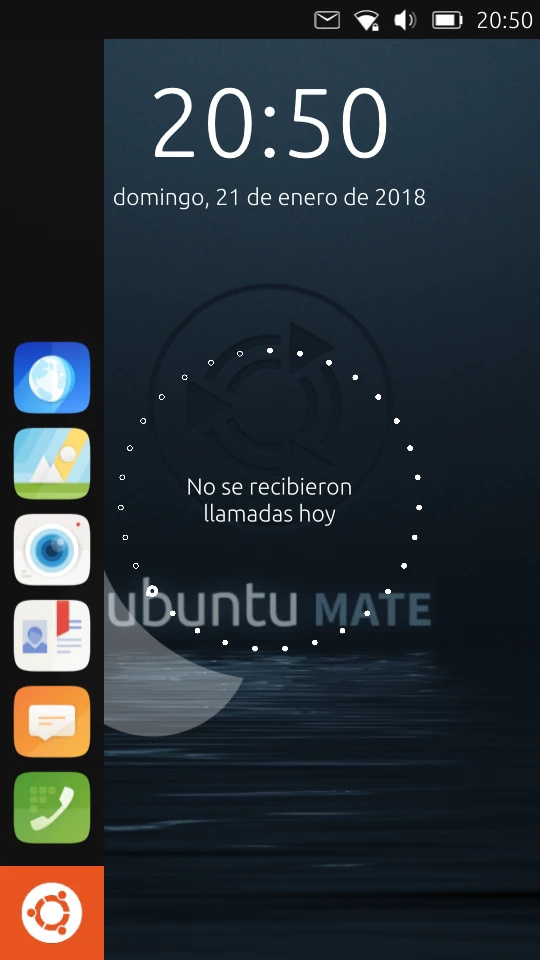 20:50
20:50
domingo, 21 de enero de 2018
No se recibieron
llamadas hoy
ubuntu MATE